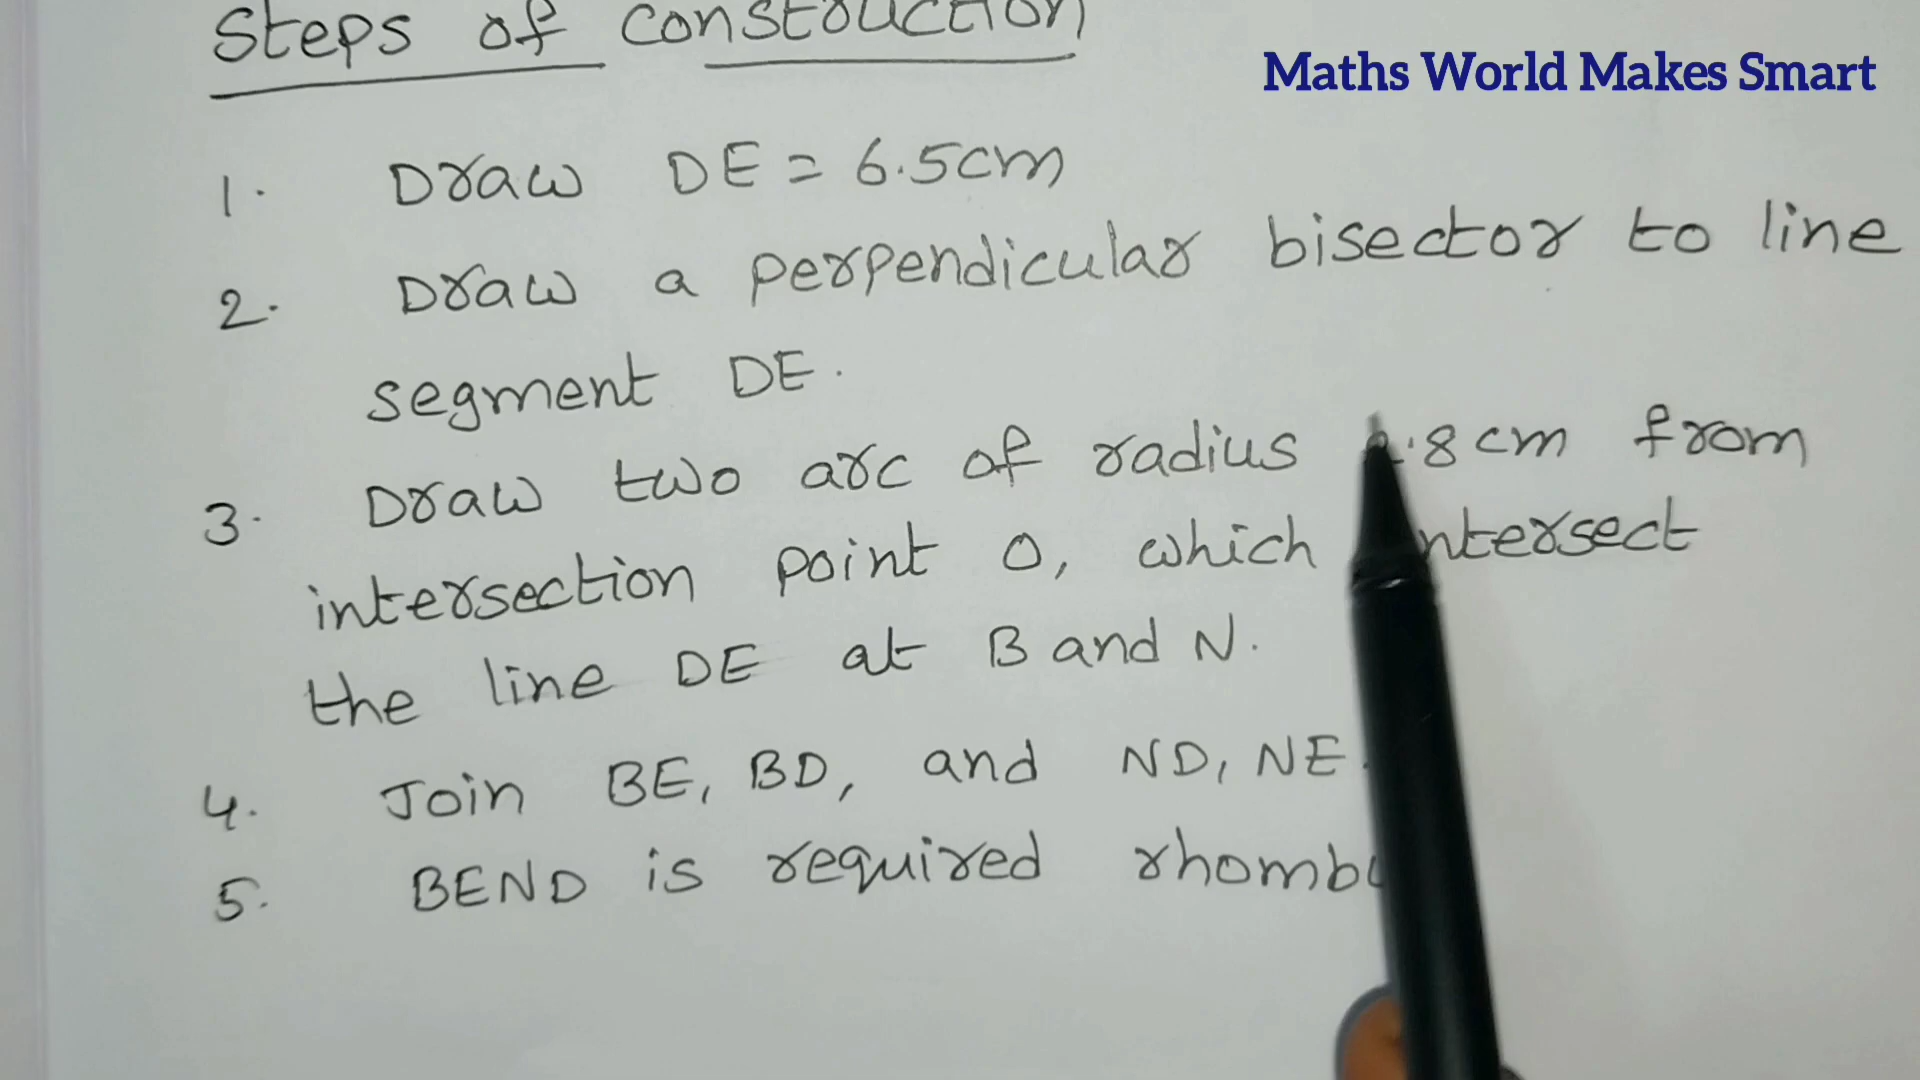 Steps of Construction
Maths World Makes Smart
1. Draw DE = 6.5cm
2. Draw a perpendicular bisector to line
segment DE.
3. Draw two arc of radius 2.8cm from
intersection point O, which intersect
the line DE at B and N.
4. Join BE, BD, and ND, NE.
5. BEND is required